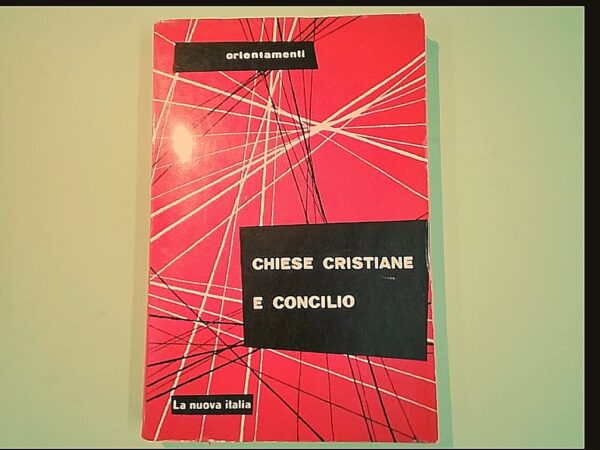 orientamenti
CHIESE CRISTIANE
E CONCILIO
La nuova italia